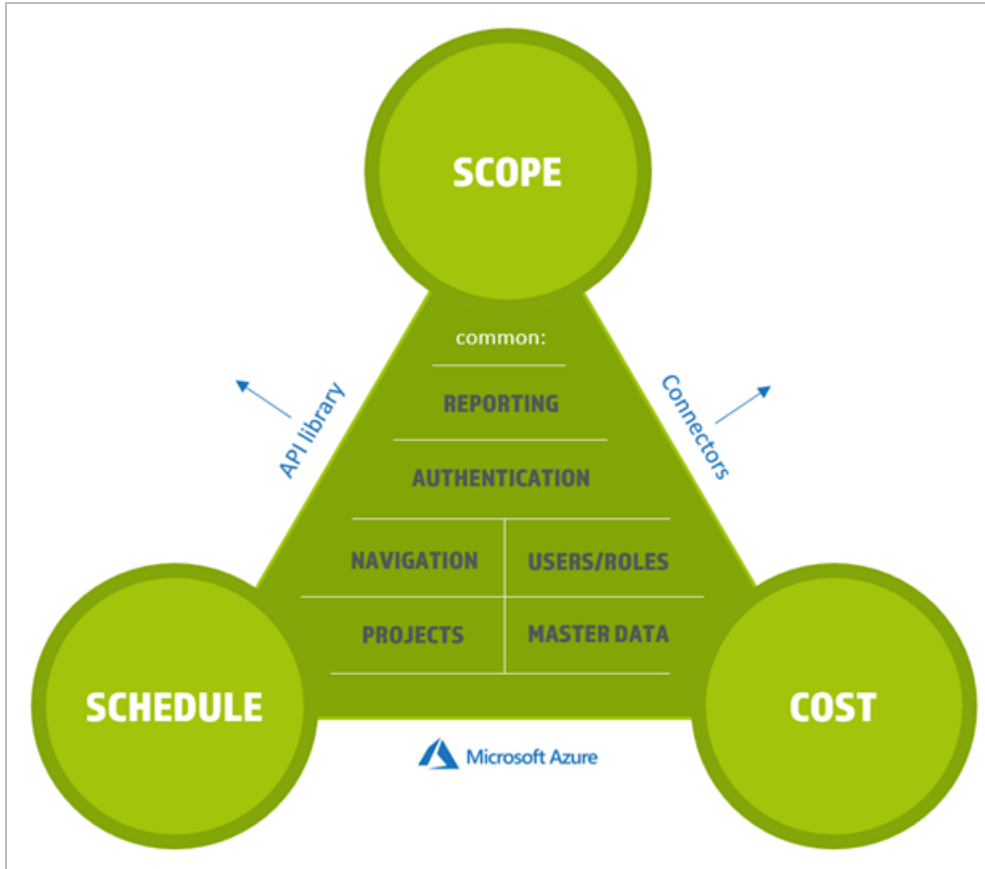 SCOPE
common:
REPORTING
API library
Connectors
AUTHENTICATION
NAVIGATION
USERS/ROLES
PROJECTS
MASTER DATA
SCHEDULE
COST
Microsoft Azure